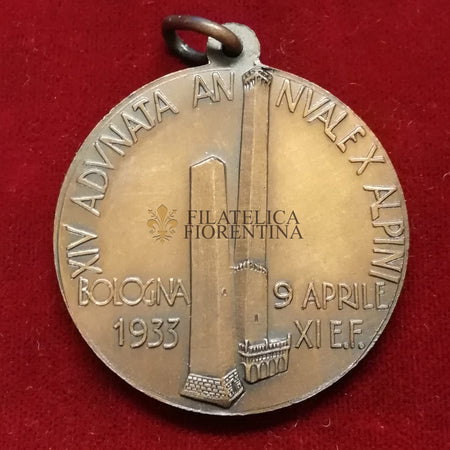 XIV ADVNATA ANNVALE X ALPINI
BOLOGNA 9 APRILE
1933 XI E.F.
FILATELICA
FIORENTINA